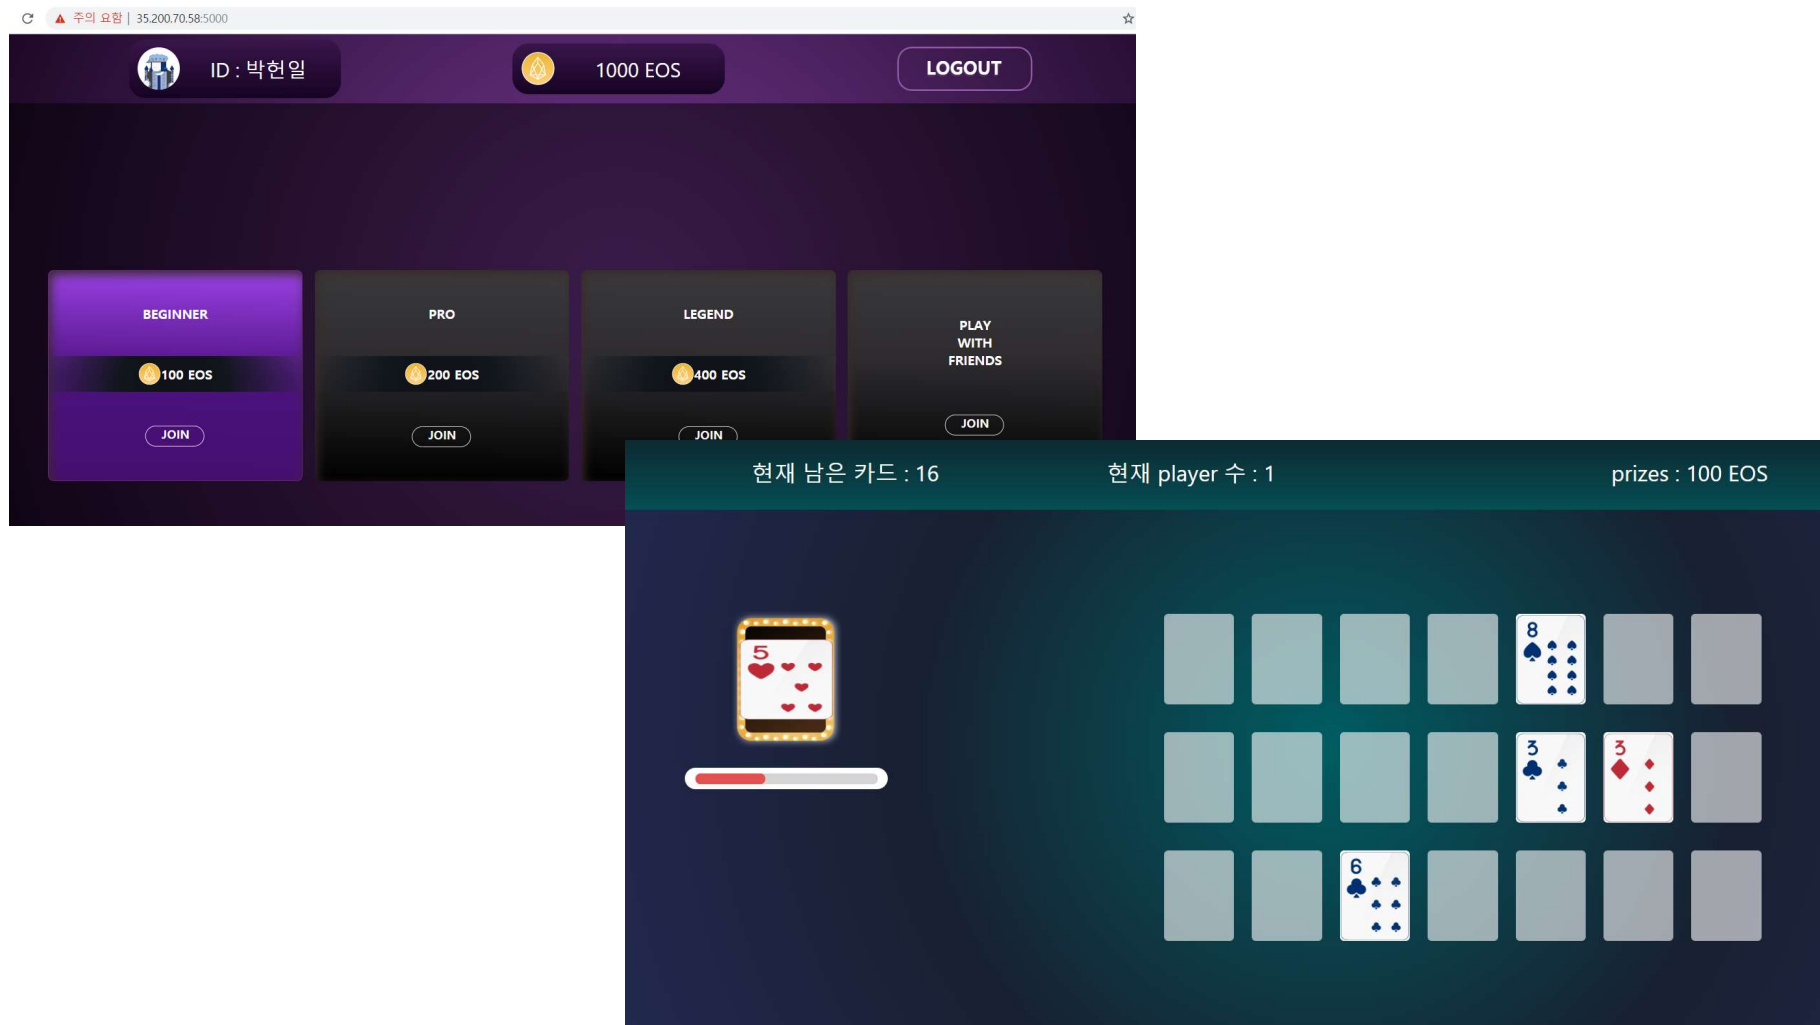 주의 요함 | 35.200.70.58:5000
ID : 박헌일
1000 EOS
LOGOUT
BEGINNER
100 EOS
JOIN
PRO
200 EOS
JOIN
LEGEND
400 EOS
JOIN
PLAY
WITH
FRIENDS
JOIN
현재 남은 카드 : 16
현재 player 수 : 1
prizes : 100 EOS
5
8
3
3
6